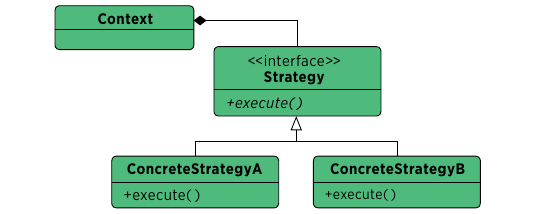 Context
<<interface>>
Strategy
+execute()
ConcreteStrategyA
+execute()
ConcreteStrategyB
+execute()